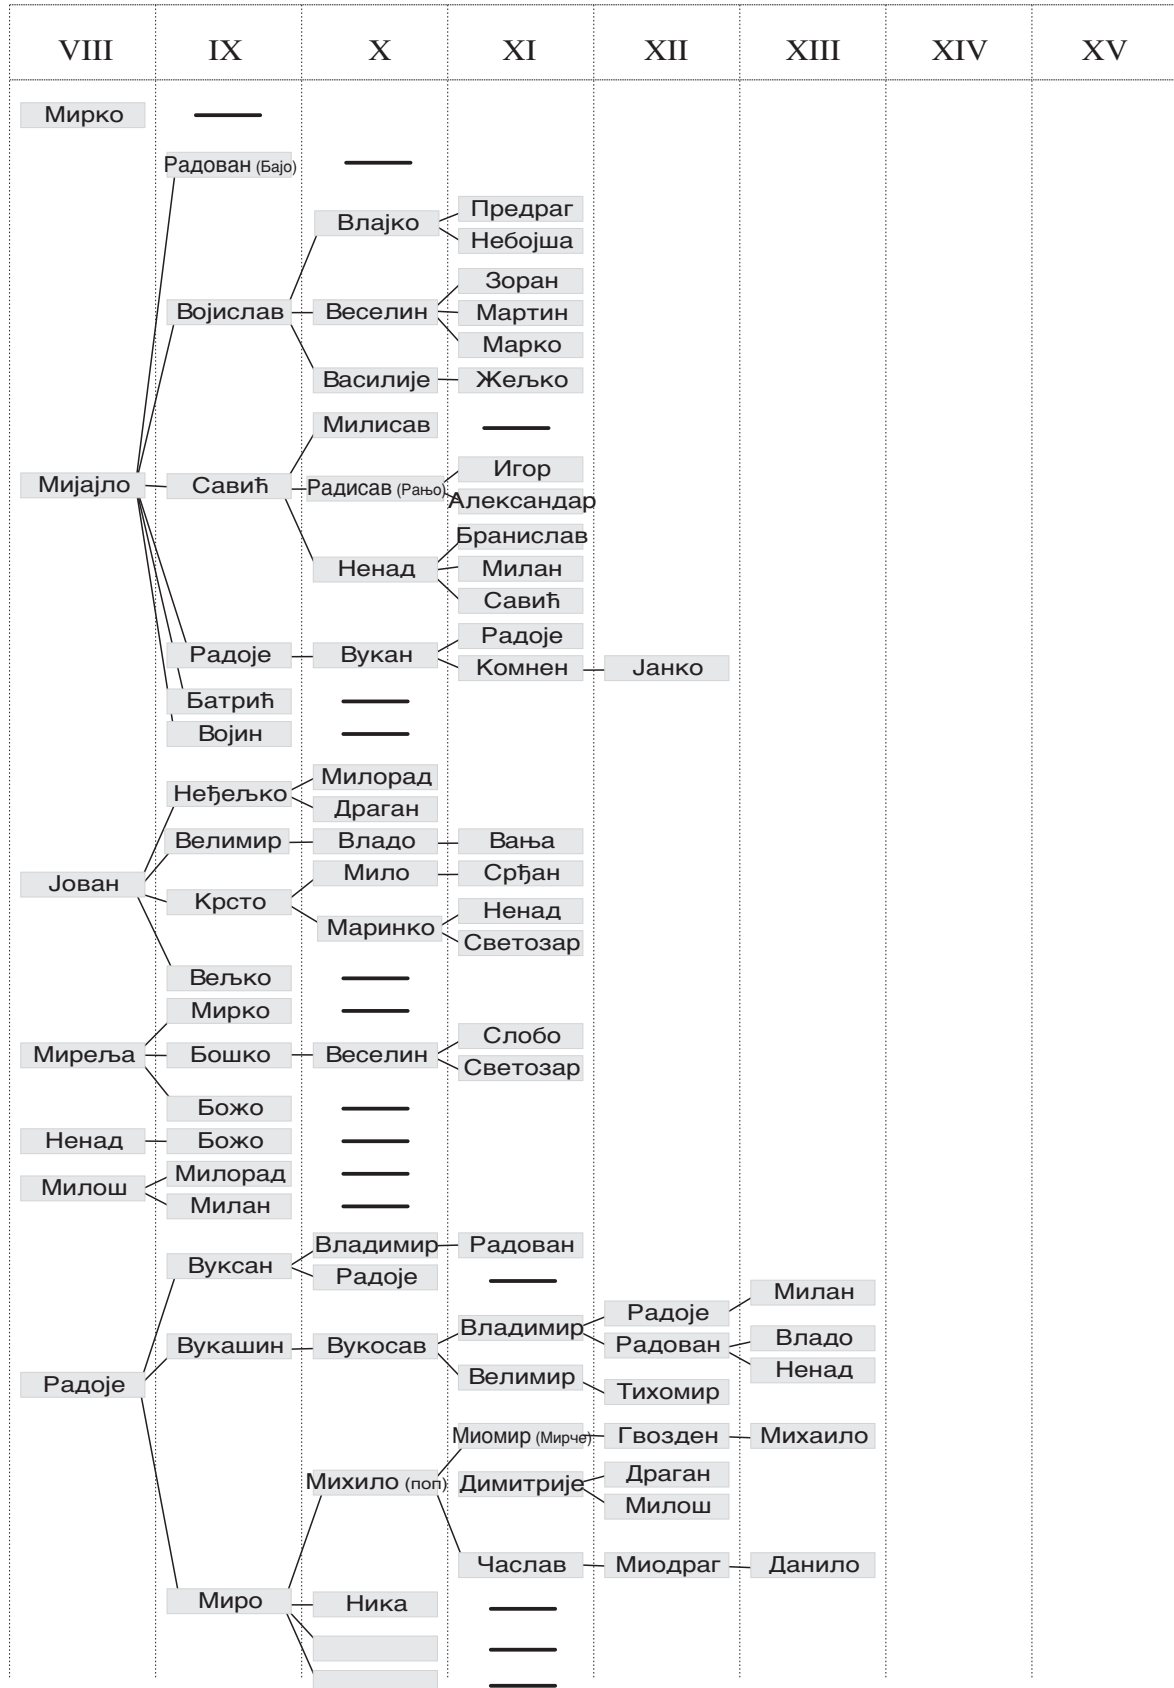 VIII IX X XI XII XIII XIV XV
Мирко
Радован (Бајо)
Предраг
Влајко
Небојша
Зоран
Војислав Веселин Мартин
Марко
Василије Жељко
Милисав
Игор
Мијајло Савић Радисав (Рањо)
Александар
Бранислав
Ненад Милан
Савић
Радоје
Радоје Вукан
Комнен Јанко
Батрић
Војин
Милорад
Неђељко
Драган
Велимир Владо Вања
Мило Срђан
Јован
Крсто
Ненад
Маринко
Светозар
Вељко
Мирко
Слобо
Миреља Бошко Веселин
Светозар
Божо
Ненад Божо
Милорад
Милош
Милан
Владимир Радован
Вуксан
Радоје
Милан
Радоје
Владимир
Владо
Вукашин Вукосав
Радован
Ненад
Велимир
Радоје
Тихомир
Миомир (Мирче) Гвозден Михаило
Драган
Михило (поп) Димитрије
Милош
Часлав Миодраг Данило
Миро Ника